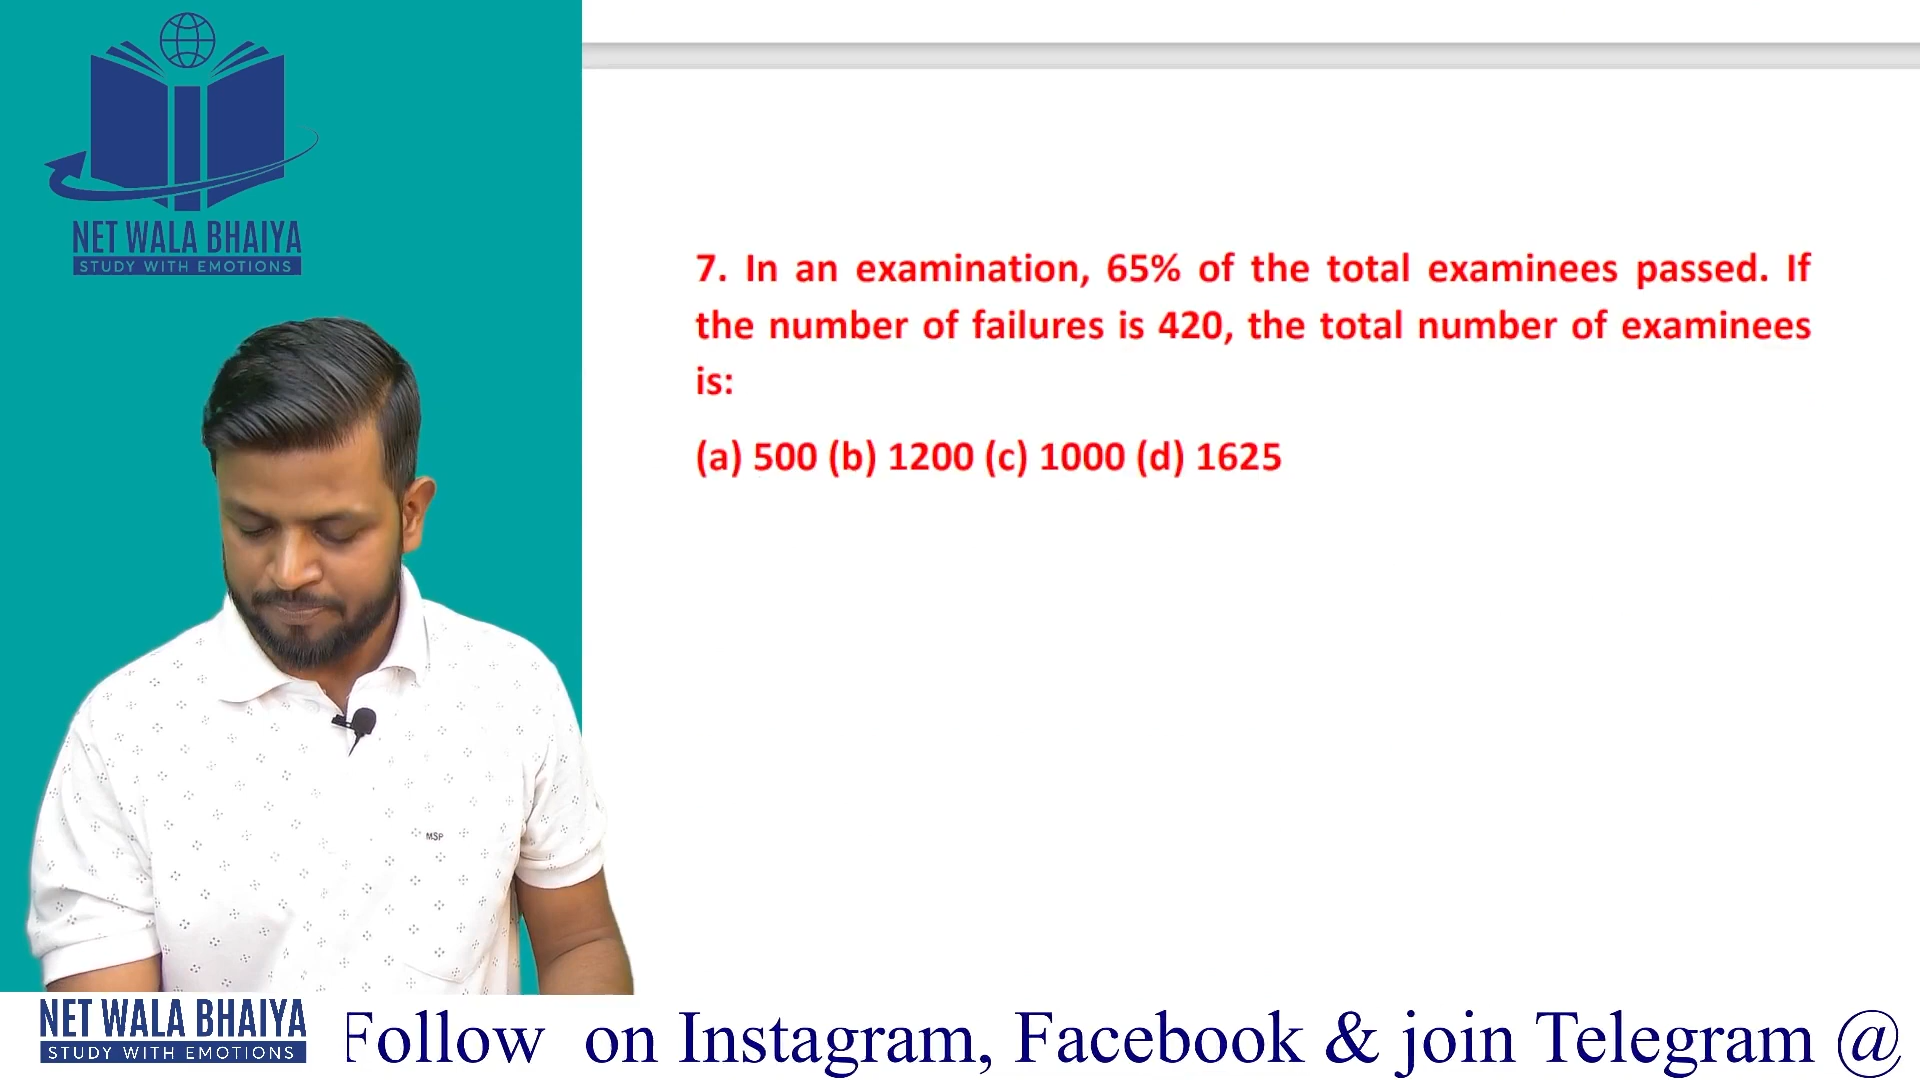 NET WALA BHAIYA
STUDY WITH EMOTIONS
7. In an examination, 65% of the total examinees passed. If
the number of failures is 420, the total number of examinees
is:
(a) 500 (b) 1200 (c) 1000 (d) 1625
MSP
NET WALA BHAIYA
STUDY WITH EMOTIONS
Follow on Instagram, Facebook & join Telegram @